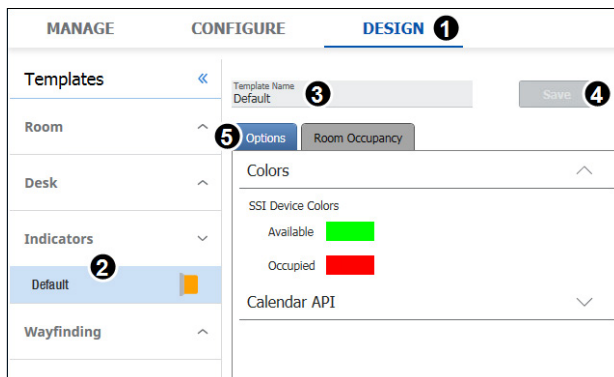 MANAGE CONFIGURE DESIGN 1
Templates «
Template Name
Default 3
Save 4
Room
5 Options Room Occupancy
Colors
Desk
SSI Device Colors
Available
Indicators
Occupied
2
Default
Calendar API
Wayfinding